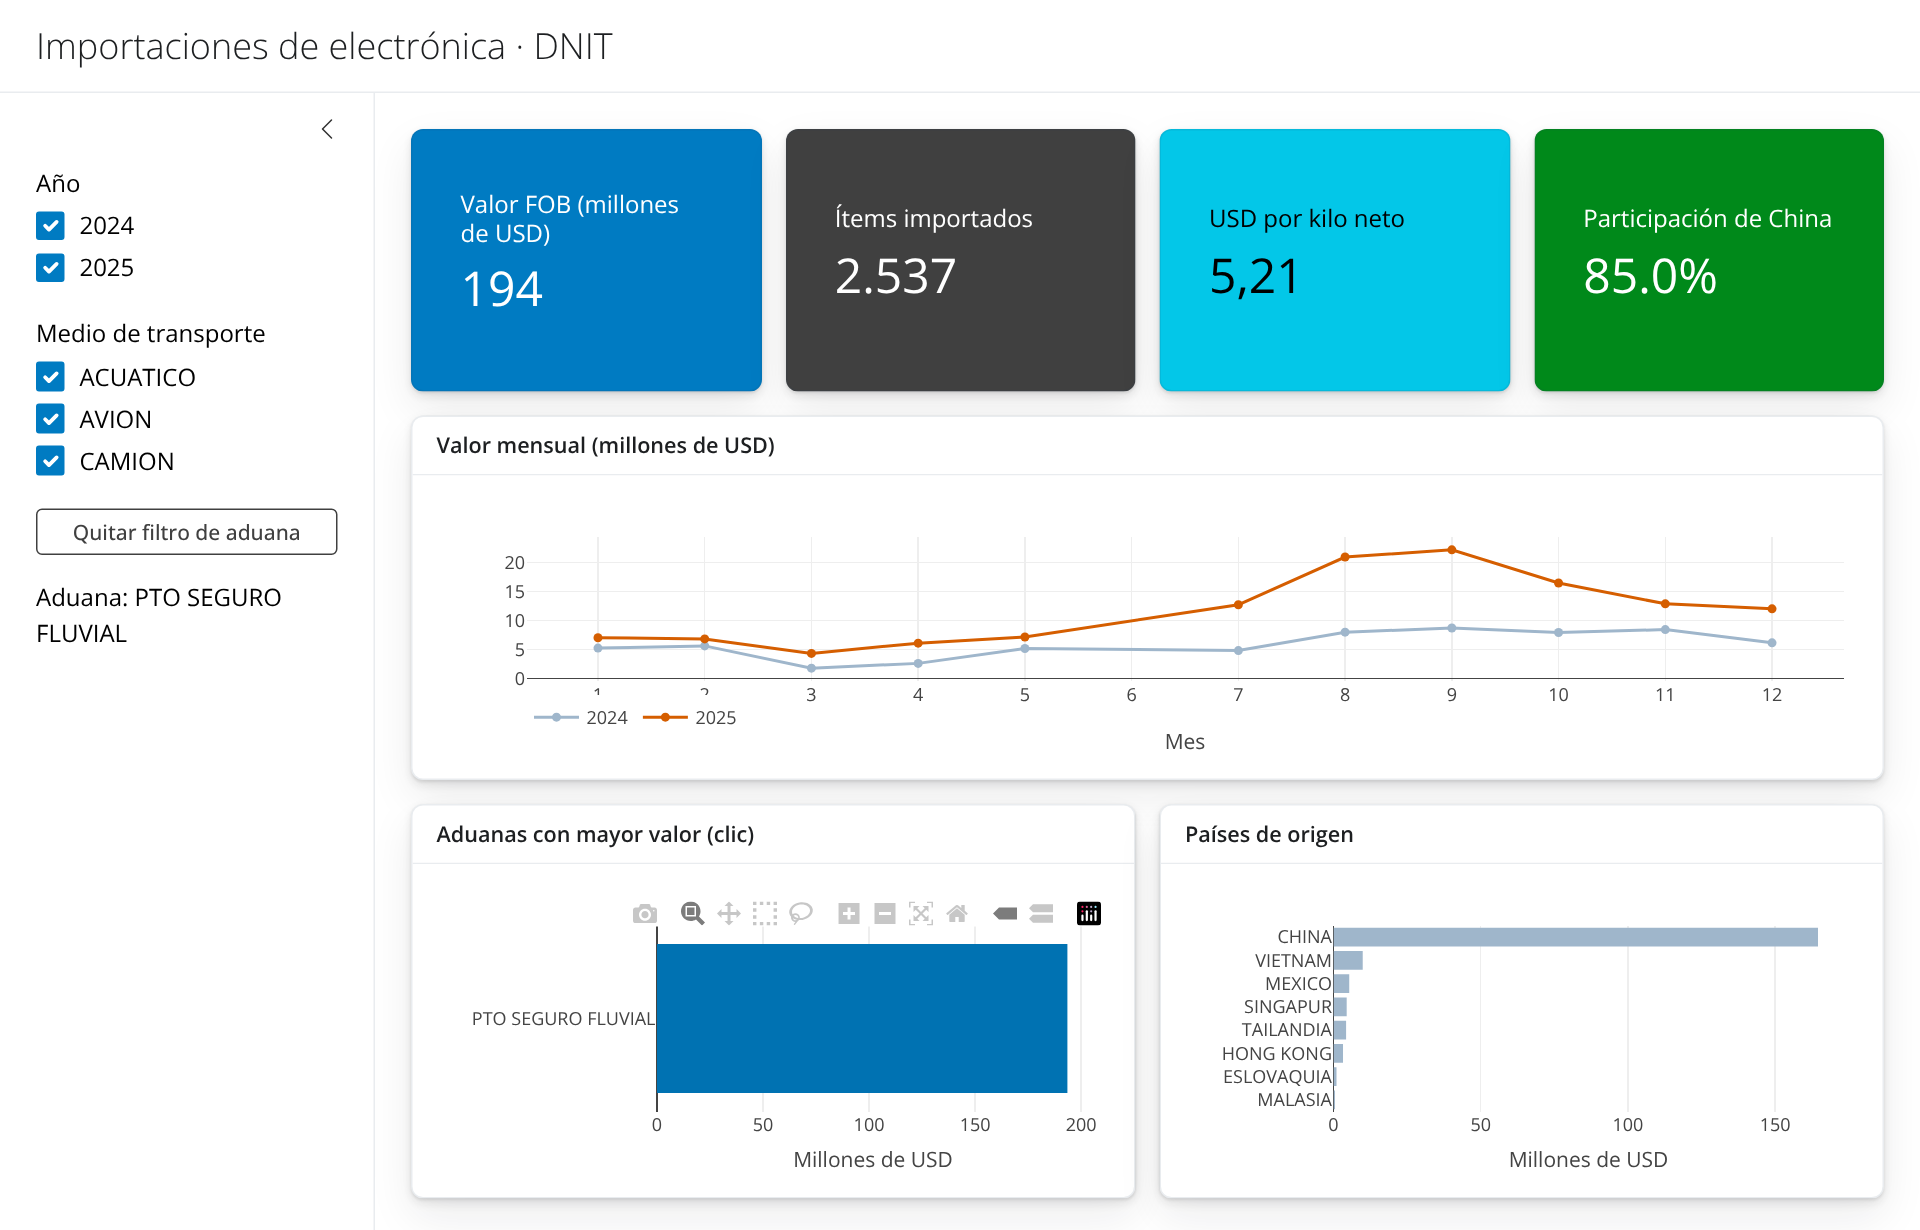 Importaciones de electrónica · DNIT
Año
2024
2025
Medio de transporte
ACUATICO
AVION
CAMION
Quitar filtro de aduana
Aduana: PTO SEGURO
FLUVIAL
Valor FOB (millones
de USD)
194
Ítems importados
2.537
USD por kilo neto
5,21
Participación de China
85.0%
Valor mensual (millones de USD)
20
15
10
5
0
1 2 3 4 5 6 7 8 9 10 11 12
2024 2025
Mes
Aduanas con mayor valor (clic)
PTO SEGURO FLUVIAL
0 50 100 150 200
Millones de USD
Países de origen
CHINA
VIETNAM
MEXICO
SINGAPUR
TAILANDIA
HONG KONG
ESLOVAQUIA
MALASIA
0 50 100 150
Millones de USD